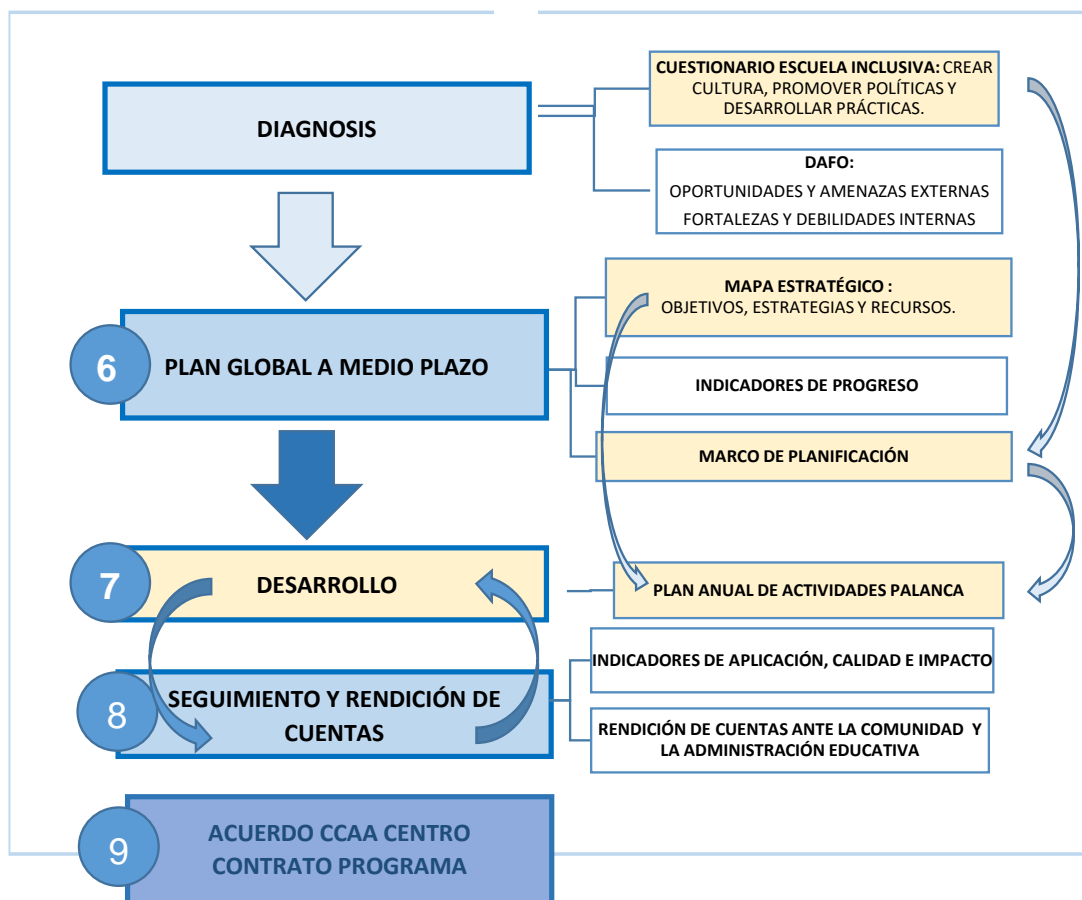 DIAGNOSIS
CUESTIONARIO ESCUELA INCLUSIVA: CREAR
CULTURA, PROMOVER POLÍTICAS Y
DESARROLLAR PRÁCTICAS.
DAFO:
OPORTUNIDADES Y AMENAZAS EXTERNAS
FORTALEZAS Y DEBILIDADES INTERNAS
6
PLAN GLOBAL A MEDIO PLAZO
MAPA ESTRATÉGICO :
OBJETIVOS, ESTRATEGIAS Y RECURSOS.
INDICADORES DE PROGRESO
MARCO DE PLANIFICACIÓN
7
DESARROLLO
PLAN ANUAL DE ACTIVIDADES PALANCA
8
SEGUIMIENTO Y RENDICIÓN DE
CUENTAS
INDICADORES DE APLICACIÓN, CALIDAD E IMPACTO
RENDICIÓN DE CUENTAS ANTE LA COMUNIDAD Y
LA ADMINISTRACIÓN EDUCATIVA
9
ACUERDO CCAA CENTRO
CONTRATO PROGRAMA